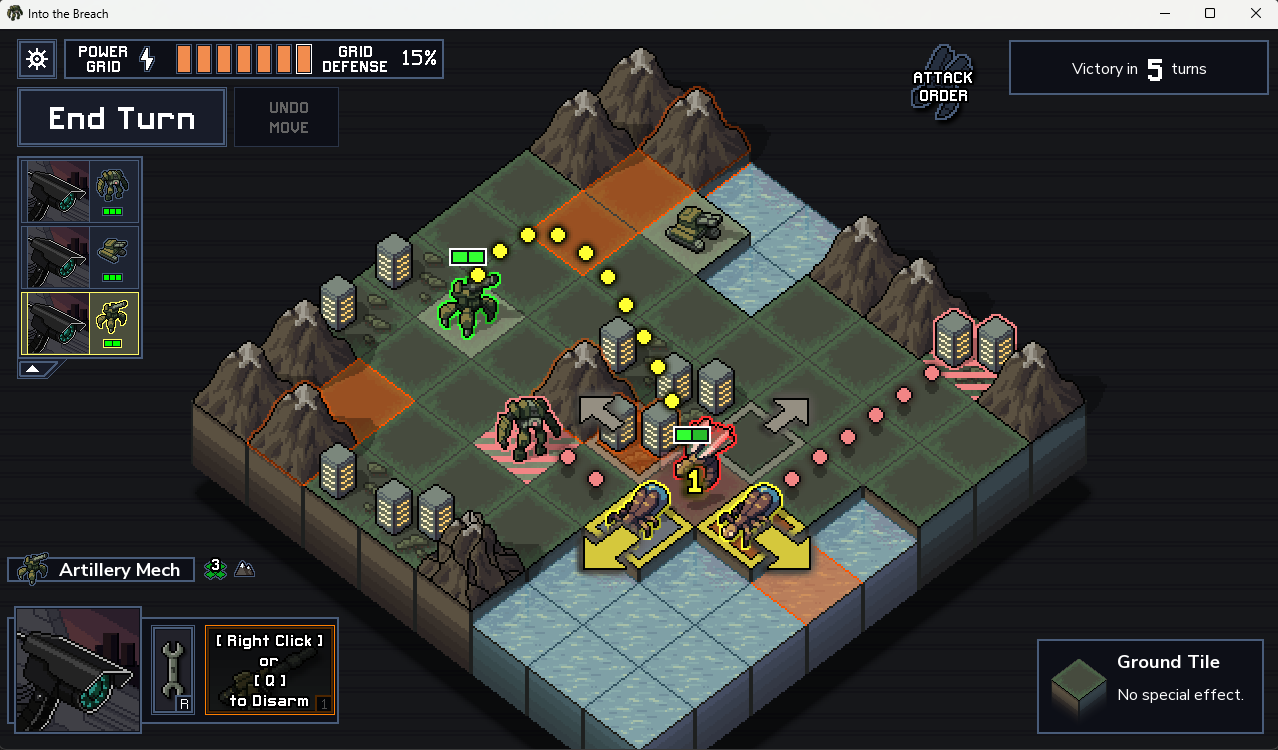 Into the Breach
POWER
GRID
GRID
DEFENSE
15%
ATTACK
ORDER
Victory in 5 turns
End Turn
UNDO
MOVE
1
Artillery Mech
3
[ Right Click ]
or
[ Q ]
to Disarm
R
1
Ground Tile
No special effect.